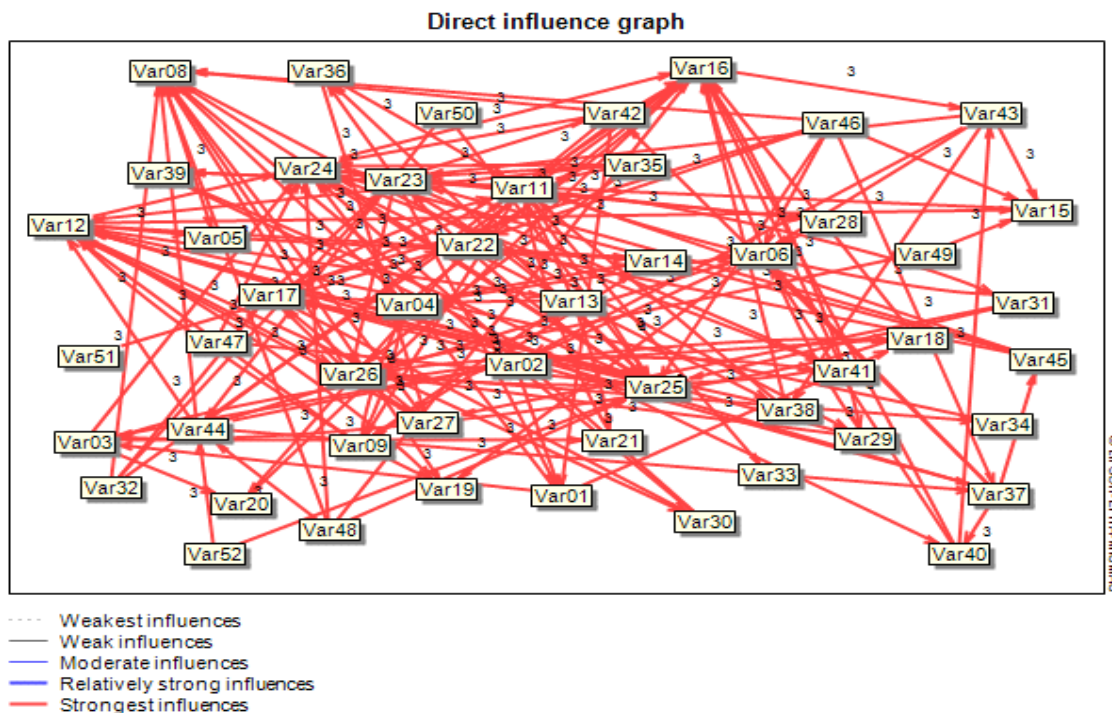 Direct influence graph
Var08 Var36 Var16
Var50 Var42 Var46 Var43
Var39 Var24 Var23 Var11 Var35
Var12 Var05 Var22 Var28 Var15
Var17 Var04 Var14 Var13 Var06 Var49 Var31
Var51 Var47 Var26 Var02 Var25 Var41 Var18 Var45
Var03 Var44 Var09 Var27 Var21 Var38 Var29 Var34
Var32 Var20 Var19 Var01 Var33 Var37
Var52 Var48 Var30 Var40
3
Weakest influences
Weak influences
Moderate influences
Relatively strong influences
Strongest influences